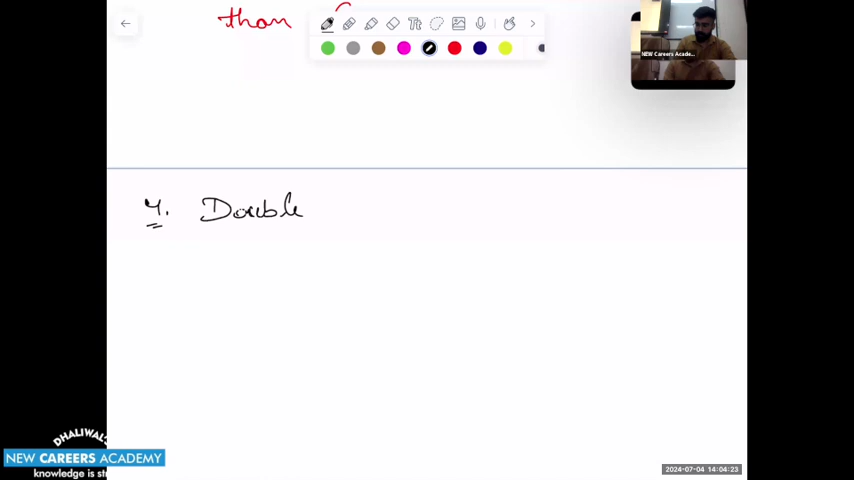 than
Tt
NEW Careers Acade...
4. Double
DHALIWAL'
NEW CAREERS ACADEMY
knowledge is st
2024-07-04 14:04:23